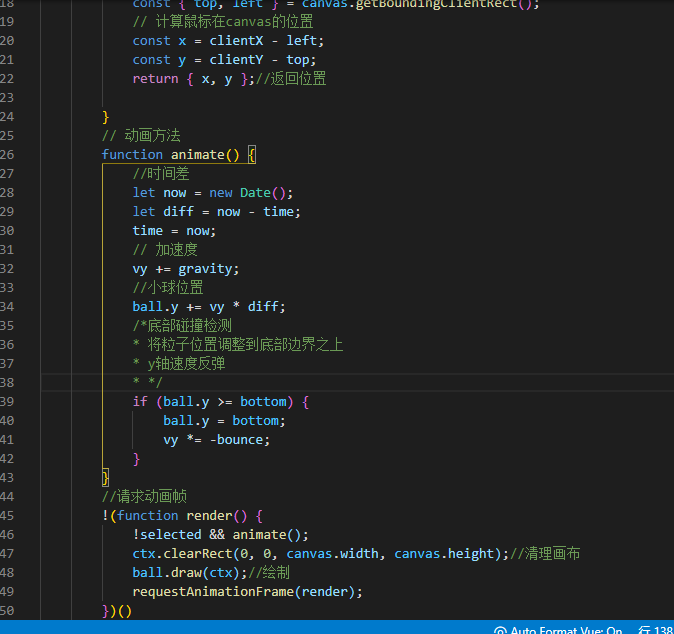 18 const { top, left } = canvas.getBoundingClientRect();
19 // 计算鼠标在canvas的位置
20 const x = clientX - left;
21 const y = clientY - top;
22 return { x, y };//返回位置
23
24 }
25 // 动画方法
26 function animate() {
27 //时间差
28 let now = new Date();
29 let diff = now - time;
30 time = now;
31 // 加速度
32 vy += gravity;
33 //小球位置
34 ball.y += vy * diff;
35 /*底部碰撞检测
36 * 将粒子位置调整到底部边界之上
37 * y轴速度反弹
38 * */
39 if (ball.y >= bottom) {
40 ball.y = bottom;
41 vy *= -bounce;
42 }
43 }
44 //请求动画帧
45 !(function render() {
46 !selected && animate();
47 ctx.clearRect(0, 0, canvas.width, canvas.height);//清理画布
48 ball.draw(ctx);//绘制
49 requestAnimationFrame(render);
50 })()
Auto Format Vue: On 行 138